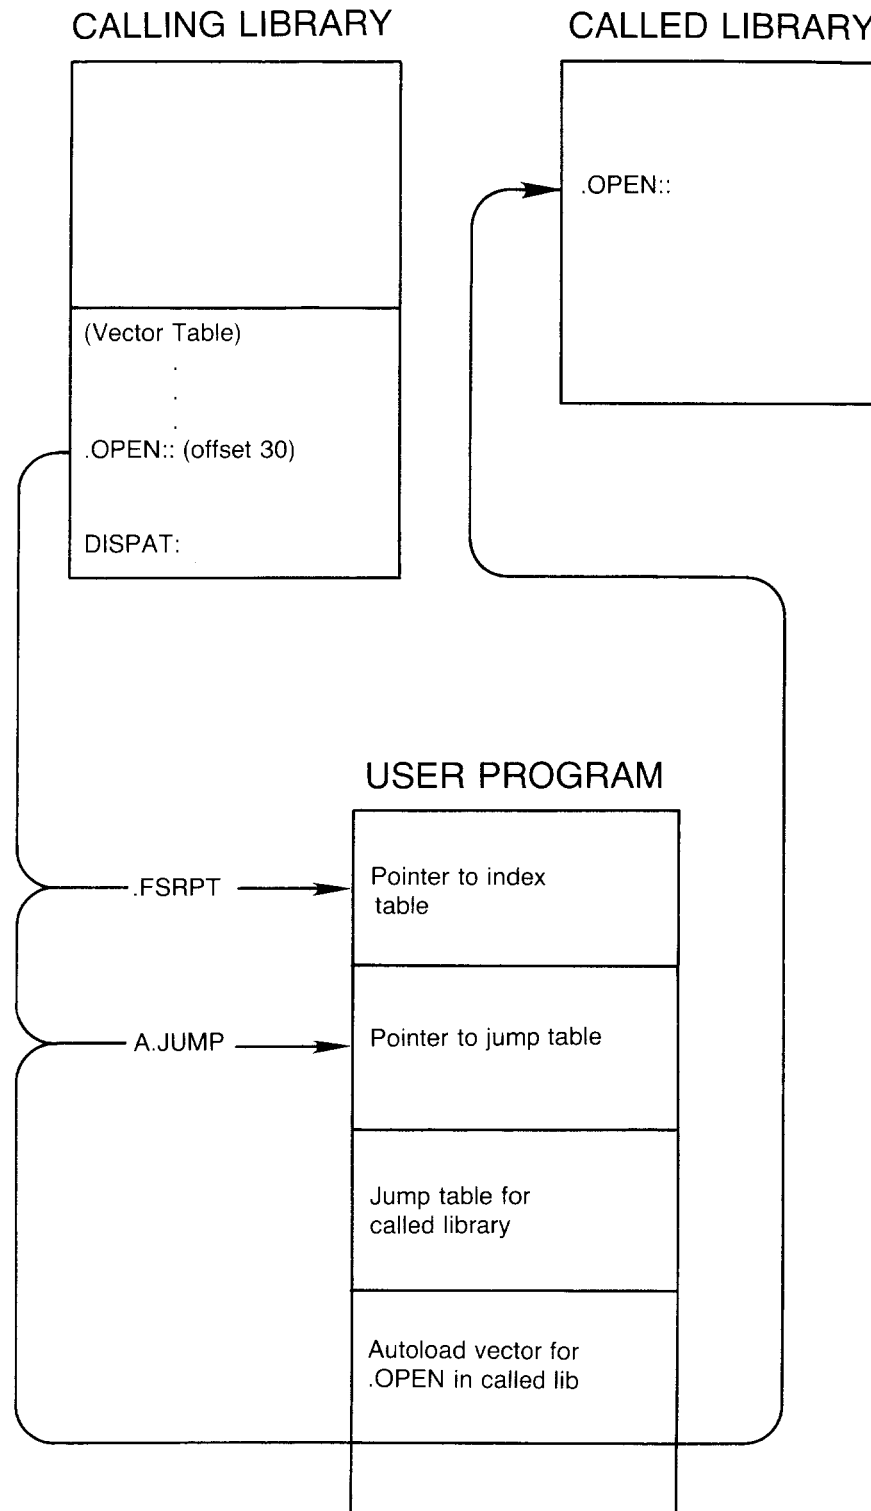 CALLING LIBRARY
CALLED LIBRARY
.OPEN::
(Vector Table)
.
.
.
.OPEN:: (offset 30)
DISPAT:
USER PROGRAM
.FSRPT
Pointer to index
table
A.JUMP
Pointer to jump table
Jump table for
called library
Autoload vector for
.OPEN in called lib